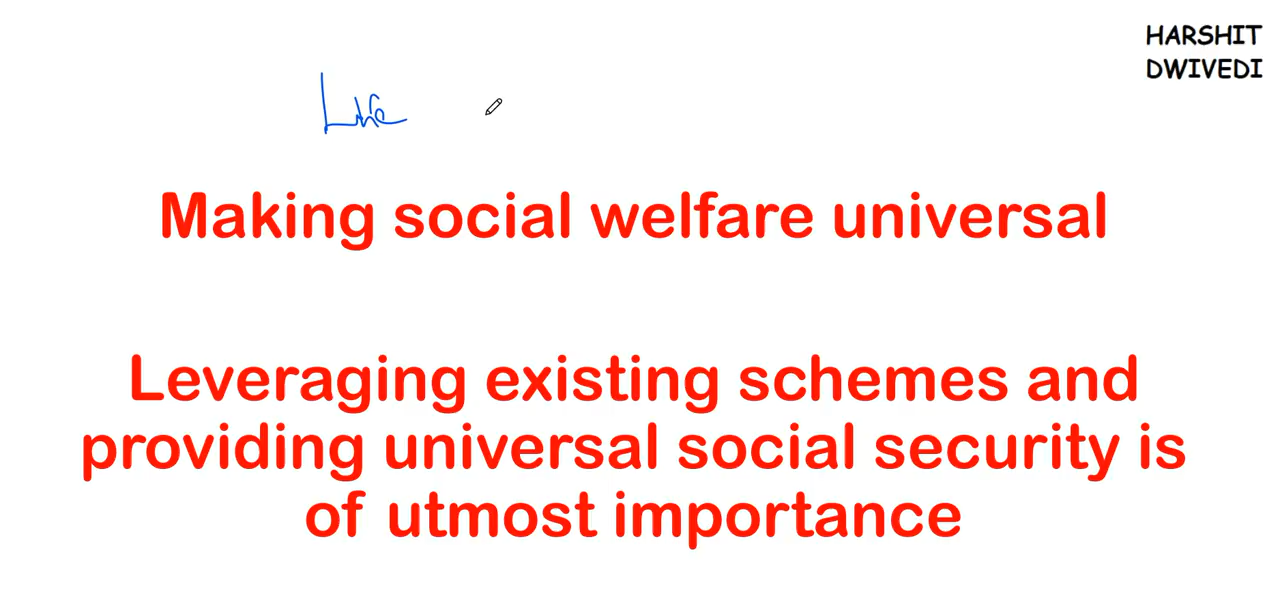 HARSHIT
DWIVEDI
Life
Making social welfare universal
Leveraging existing schemes and
providing universal social security is
of utmost importance